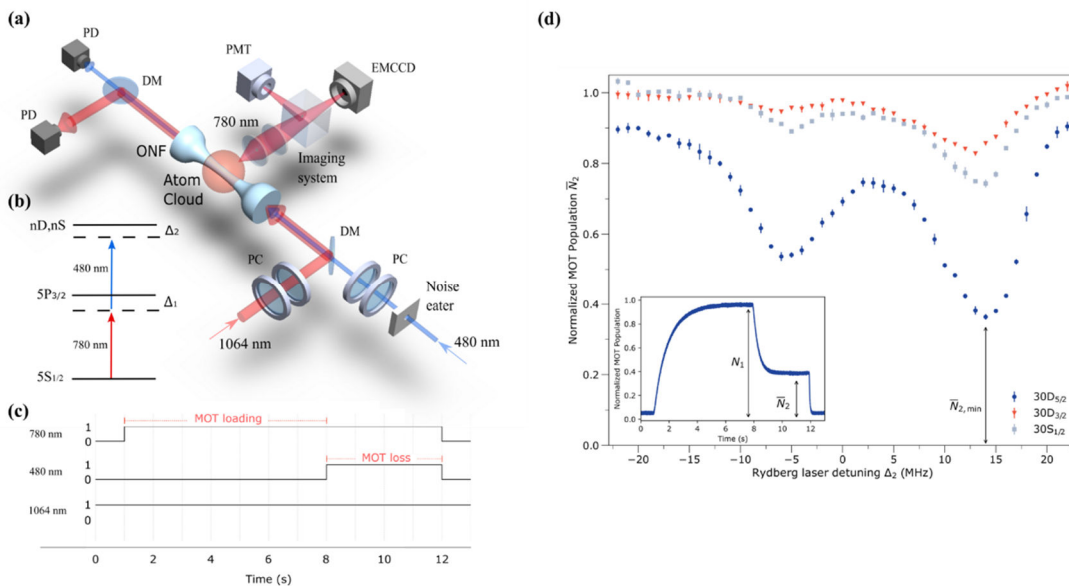 (a)
PD
DM
PD
ONF
Atom
Cloud
PMT
EMCCD
780 nm
Imaging
system
DM
PC
PC
Noise
eater
1064 nm
480 nm
(b)
nD,nS
Δ2
480 nm
5P3/2
Δ1
780 nm
5S1/2
(c)
MOT loading
780 nm
1
0
MOT loss
480 nm
1
0
1064 nm
1
0
0 2 4 6 8 10 12
Time (s)
(d)
Normalized MOT Population N̅2
1.0
0.8
0.6
0.4
0.2
0.0
−20 −15 −10 −5 0 5 10 15 20
Rydberg laser detuning Δ2 (MHz)
N̅2, min
30D5/2
30D3/2
30S1/2
Normalized MOT Population
1.0
0.8
0.6
0.4
0.2
0.0
N1
N̅2
0 2 4 6 8 10 12
Time (s)